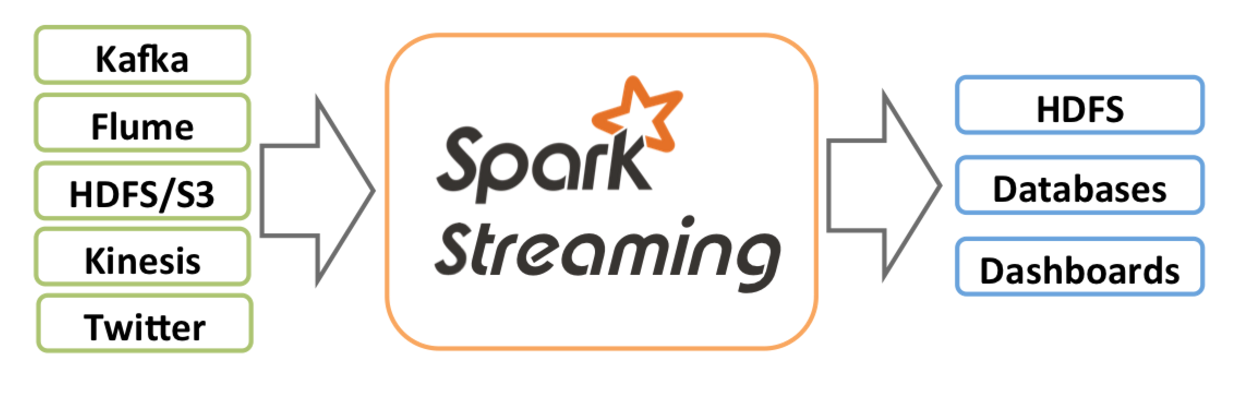 Kafka
Flume
HDFS/S3
Kinesis
Twitter
Spark
Streaming
HDFS
Databases
Dashboards